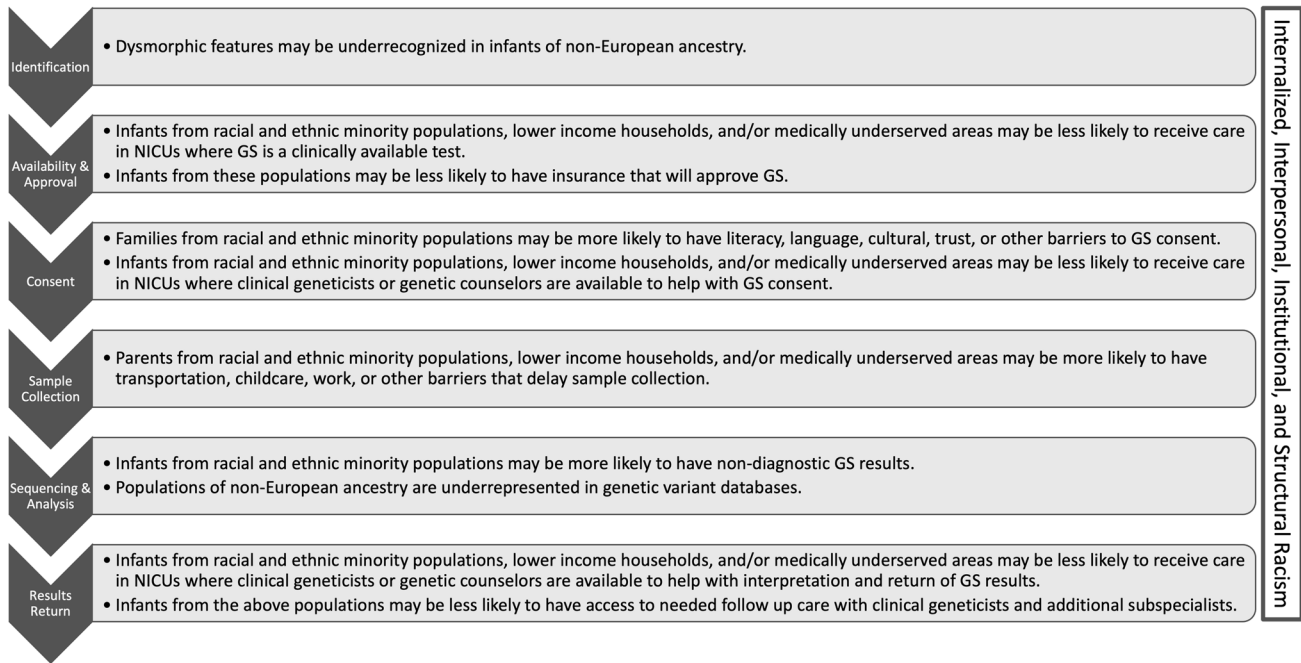 Identification
• Dysmorphic features may be underrecognized in infants of non-European ancestry.
Availability &
Approval
• Infants from racial and ethnic minority populations, lower income households, and/or medically underserved areas may be less likely to receive care
in NICUs where GS is a clinically available test.
• Infants from these populations may be less likely to have insurance that will approve GS.
Consent
• Families from racial and ethnic minority populations may be more likely to have literacy, language, cultural, trust, or other barriers to GS consent.
• Infants from racial and ethnic minority populations, lower income households, and/or medically underserved areas may be less likely to receive care
in NICUs where clinical geneticists or genetic counselors are available to help with GS consent.
Sample
Collection
• Parents from racial and ethnic minority populations, lower income households, and/or medically underserved areas may be more likely to have
transportation, childcare, work, or other barriers that delay sample collection.
Sequencing &
Analysis
• Infants from racial and ethnic minority populations may be more likely to have non-diagnostic GS results.
• Populations of non-European ancestry are underrepresented in genetic variant databases.
Results
Return
• Infants from racial and ethnic minority populations, lower income households, and/or medically underserved areas may be less likely to receive care
in NICUs where clinical geneticists or genetic counselors are available to help with interpretation and return of GS results.
• Infants from the above populations may be less likely to have access to needed follow up care with clinical geneticists and additional subspecialists.
Internalized, Interpersonal, Institutional, and Structural Racism